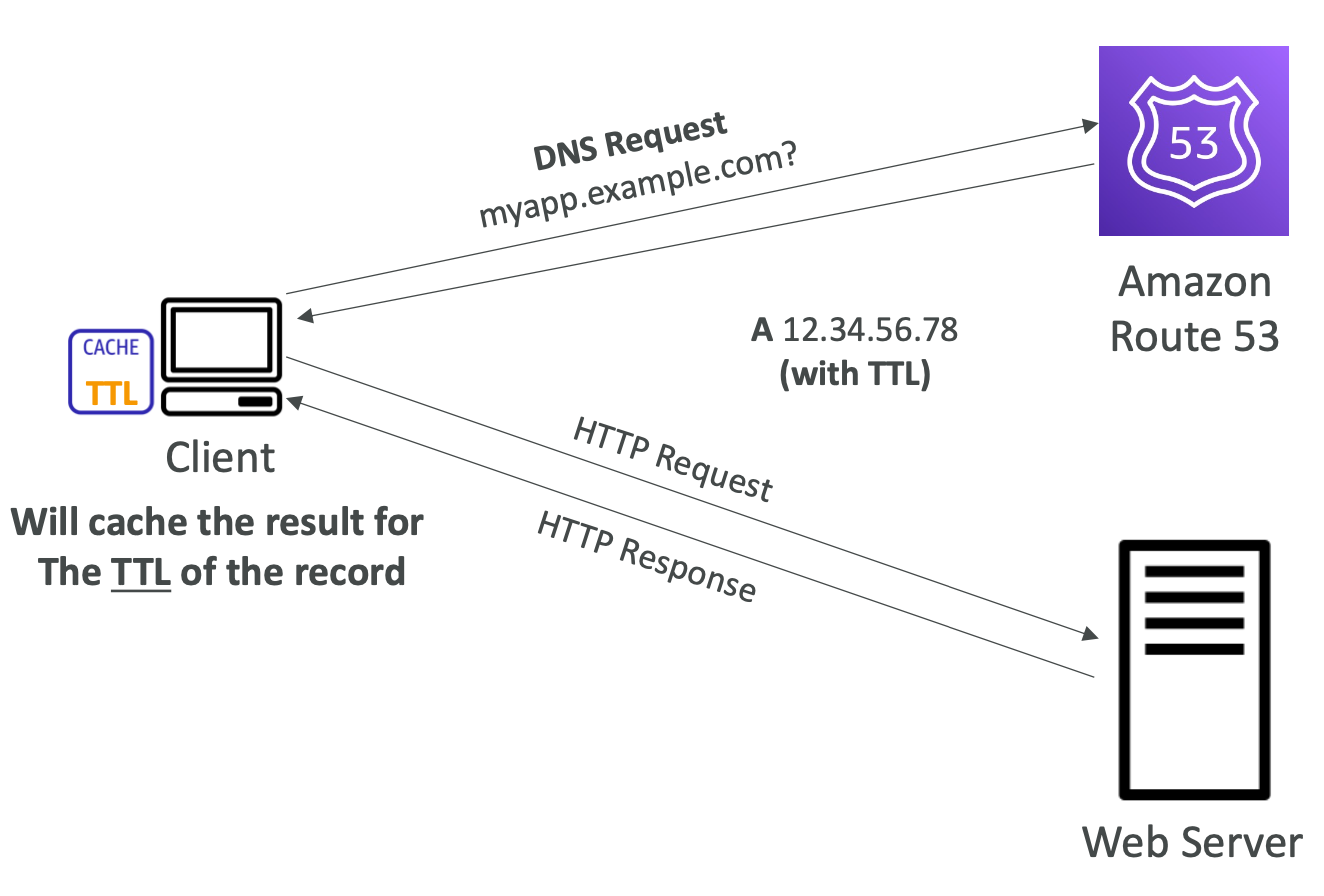 DNS Request
myapp.example.com?
53
Amazon
Route 53
A 12.34.56.78
(with TTL)
CACHE
TTL
Client
Will cache the result for
The TTL of the record
HTTP Request
HTTP Response
Web Server